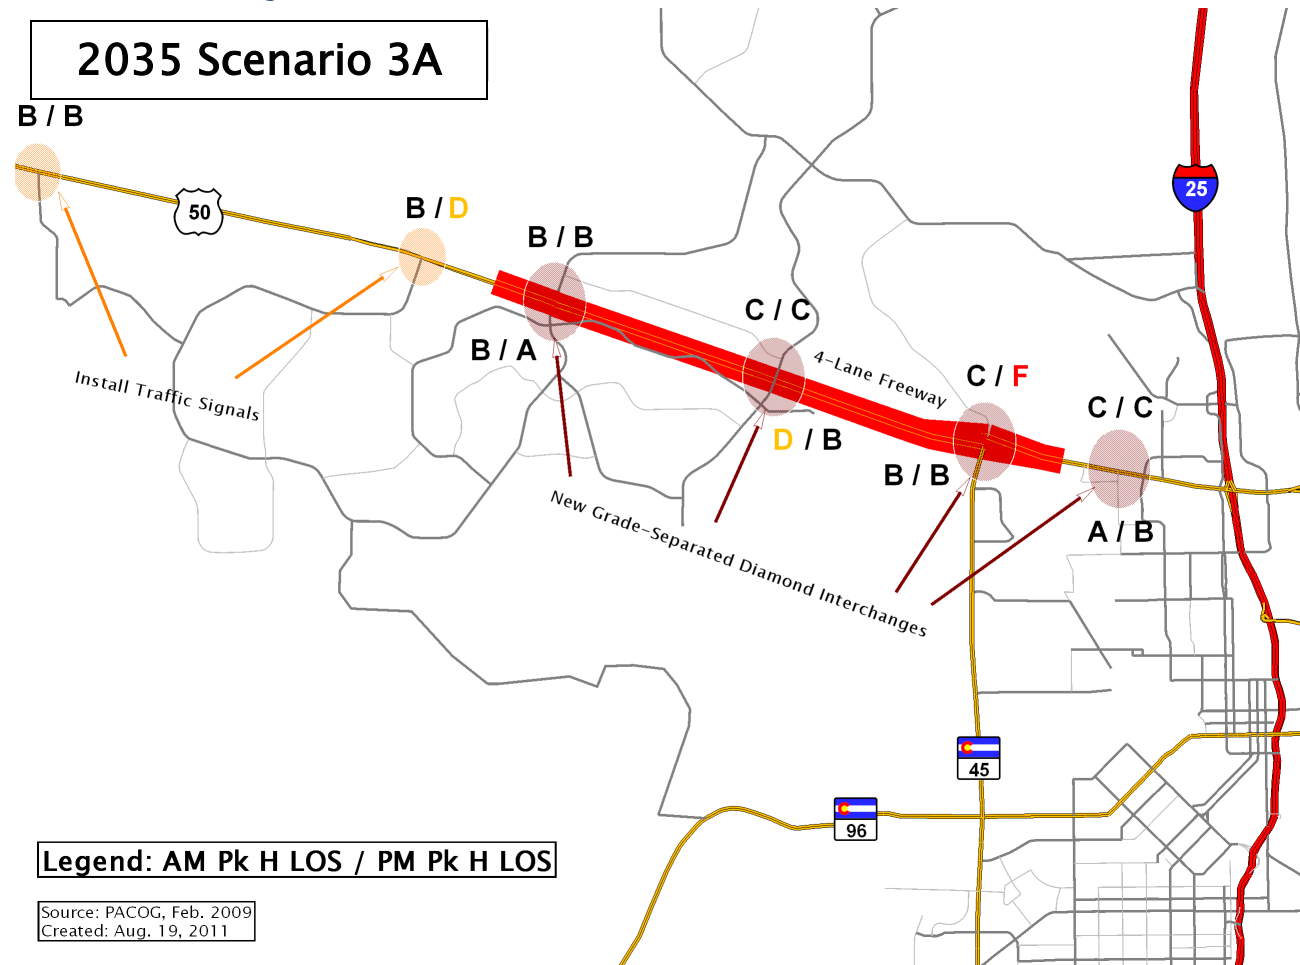 2035 Scenario 3A
B / B
50
B / D
B / B
25
C / C
B / A
4-Lane Freeway
C / F
Install Traffic Signals
C / C
D / B
B / B
New Grade-Separated Diamond Interchanges
A / B
45
96
Legend: AM Pk H LOS / PM Pk H LOS
Source: PACOG, Feb. 2009
Created: Aug. 19, 2011